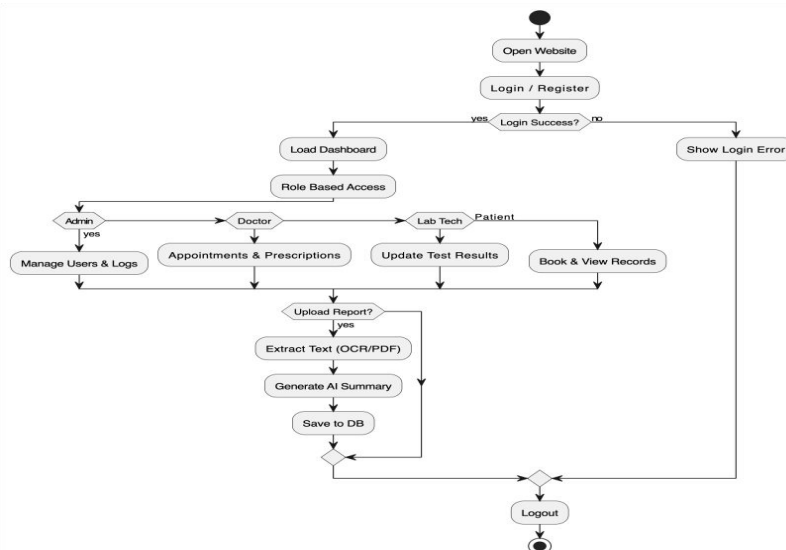 Open Website
Login / Register
yes
Login Success?
no
Load Dashboard
Show Login Error
Role Based Access
Admin
Doctor
Lab Tech
Patient
yes
Manage Users & Logs
Appointments & Prescriptions
Update Test Results
Book & View Records
Upload Report?
yes
Extract Text (OCR/PDF)
Generate AI Summary
Save to DB
Logout